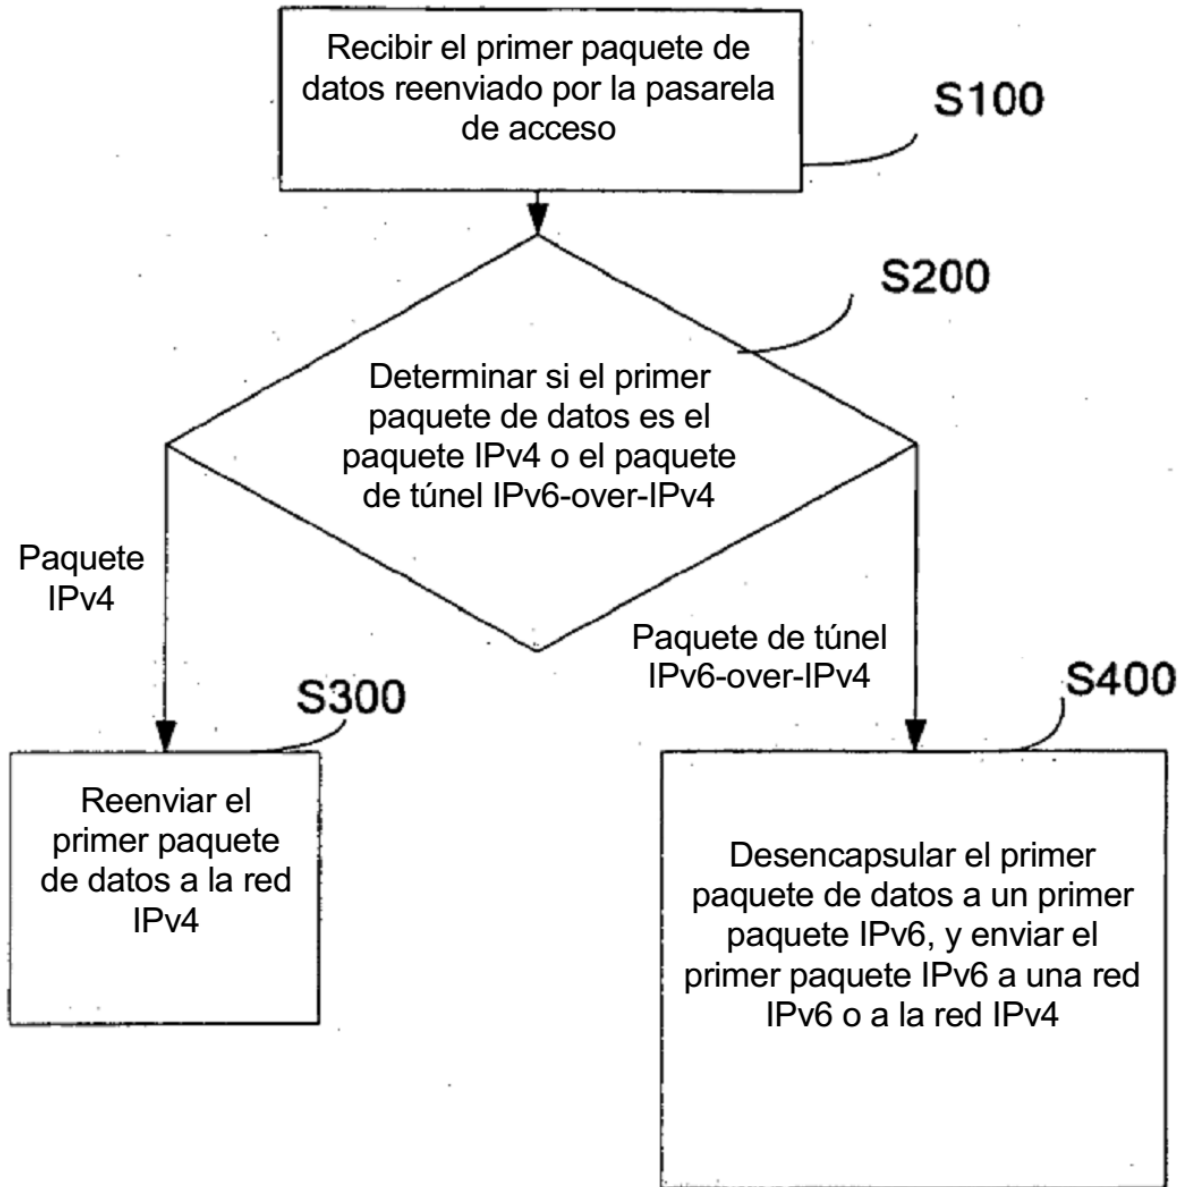 Recibir el primer paquete de
datos reenviado por la pasarela
de acceso
S100
S200
Determinar si el primer
paquete de datos es el
paquete IPv4 o el paquete
de túnel IPv6-over-IPv4
Paquete
IPv4
Paquete de túnel
IPv6-over-IPv4
S300
S400
Reenviar el
primer paquete
de datos a la red
IPv4
Desencapsular el primer
paquete de datos a un primer
paquete IPv6, y enviar el
primer paquete IPv6 a una red
IPv6 o a la red IPv4